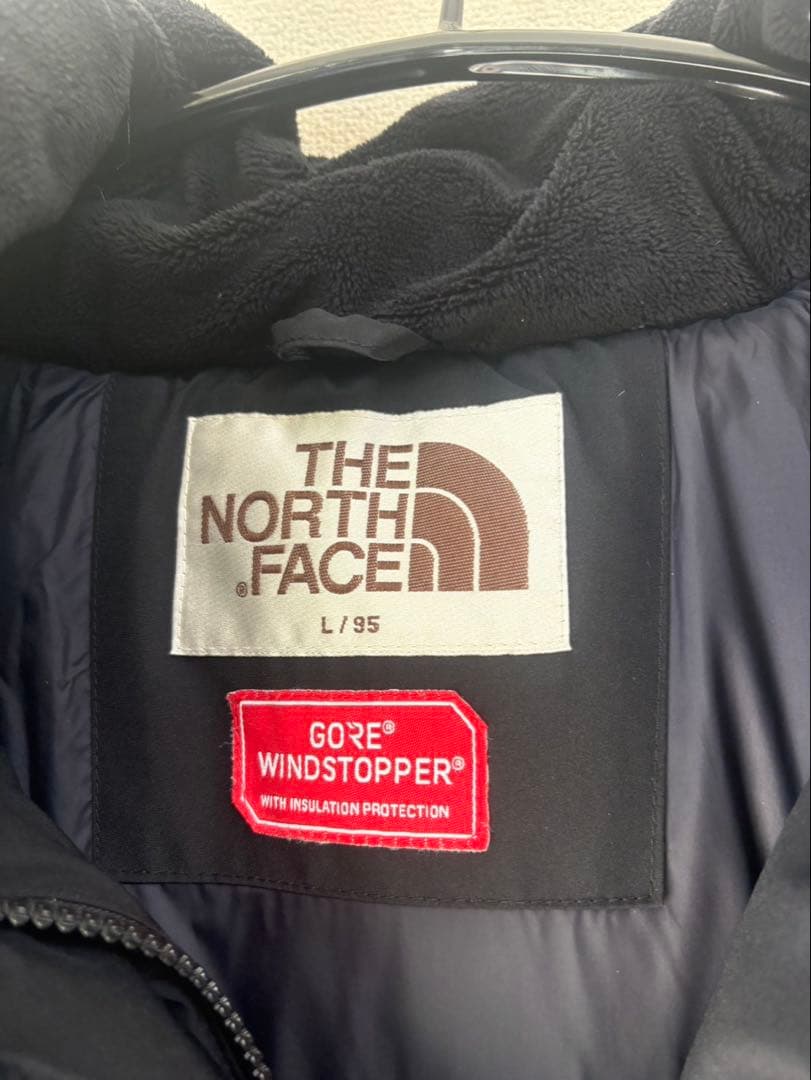 THE
NORTH
®FACE
L / 95
GORE®
WINDSTOPPER®
WITH INSULATION PROTECTION